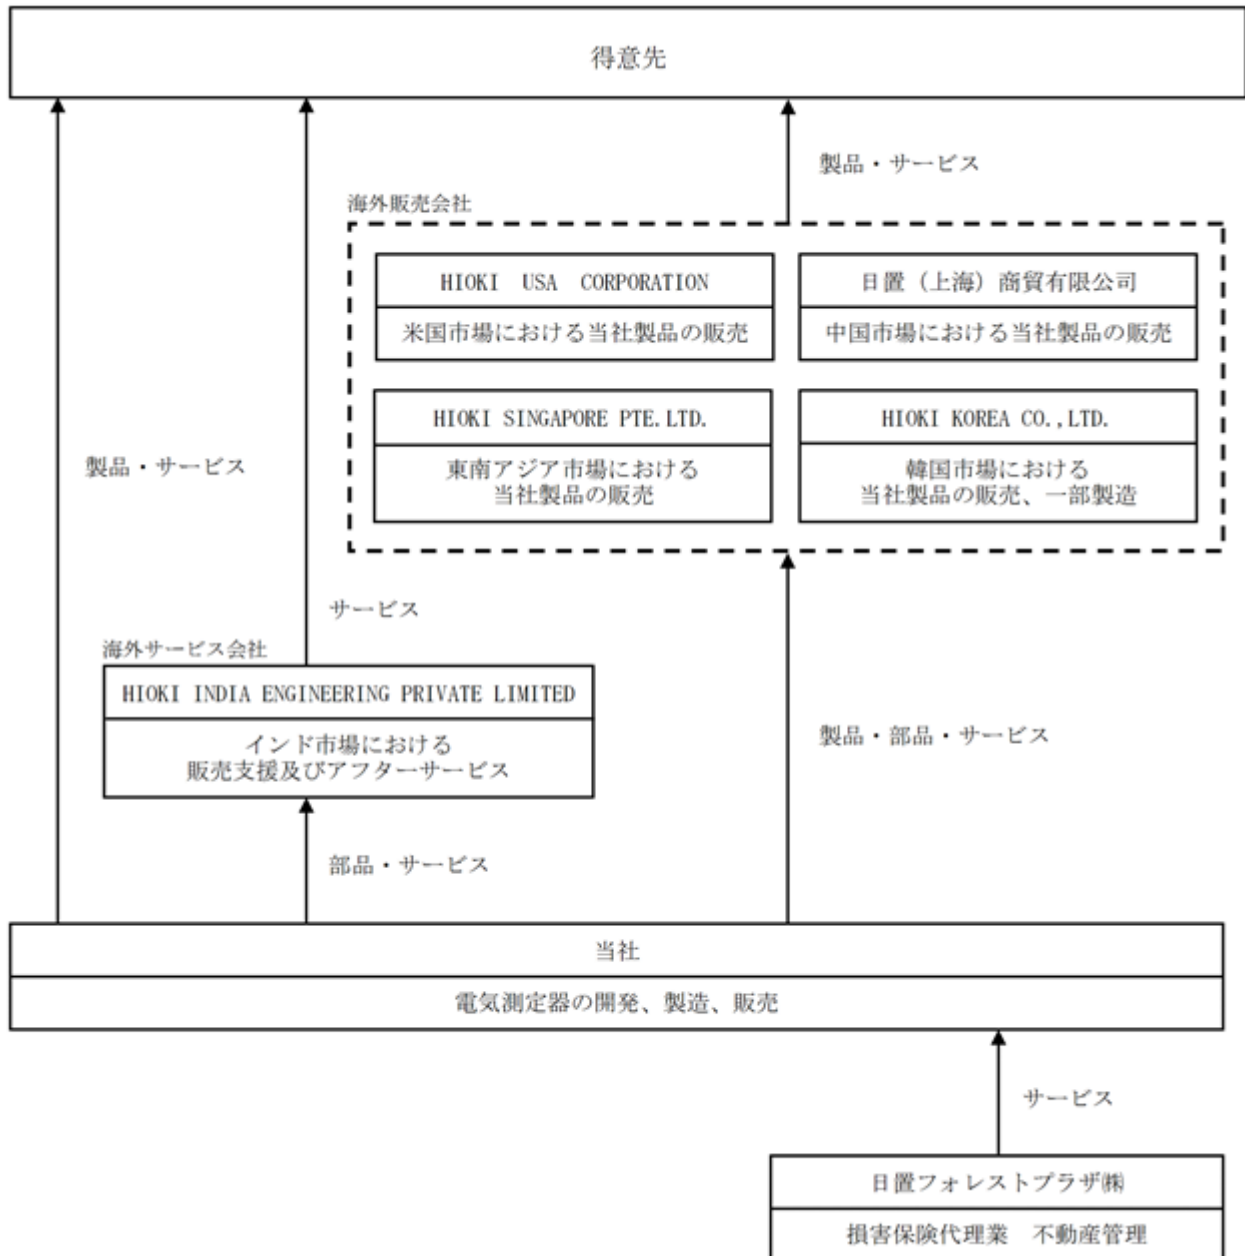 得意先
製品・サービス
海外販売会社
HIOKI USA CORPORATION
米国市場における当社製品の販売
日置（上海）商貿有限公司
中国市場における当社製品の販売
HIOKI SINGAPORE PTE.LTD.
東南アジア市場における
当社製品の販売
HIOKI KOREA CO.,LTD.
韓国市場における
当社製品の販売、一部製造
製品・サービス
サービス
海外サービス会社
HIOKI INDIA ENGINEERING PRIVATE LIMITED
インド市場における
販売支援及びアフターサービス
製品・部品・サービス
部品・サービス
当社
電気測定器の開発、製造、販売
サービス
日置フォレストプラザ㈱
損害保険代理業　不動産管理